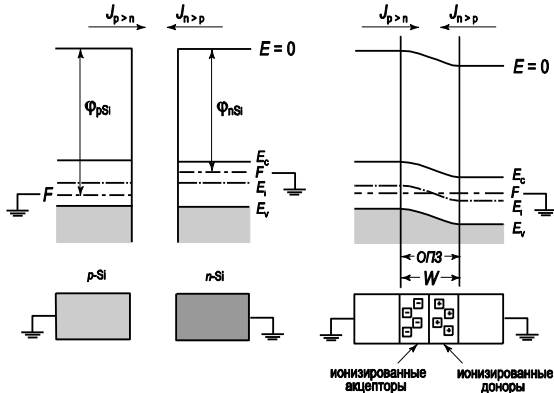 Jp>n
Jn>p
E = 0
φpSi
φnSi
F
Ec
F
Ei
Ev
p-Si
n-Si
Jp>n
Jn>p
E = 0
Ec
F
Ei
Ev
ОПЗ
W
ионизированные
акцепторы
ионизированные
доноры